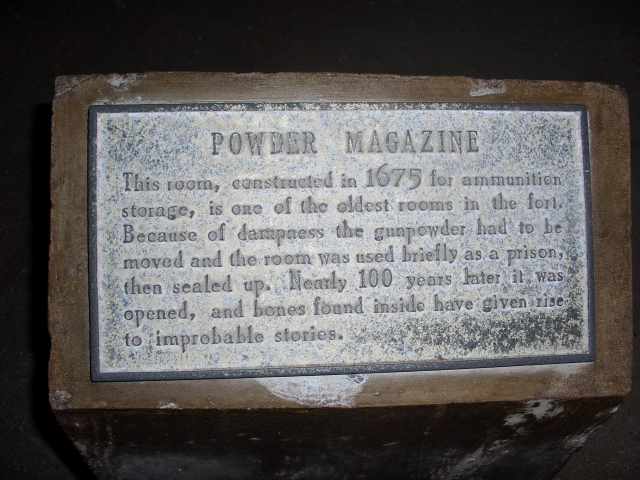 POWDER MAGAZINE
This room, constructed in 1675 for ammunition
storage, is one of the oldest rooms in the fort.
Because of dampness the gunpowder had to be
moved and the room was used briefly as a prison,
then sealed up. Nearly 100 years later it was
opened, and bones found inside have given rise
to improbable stories.